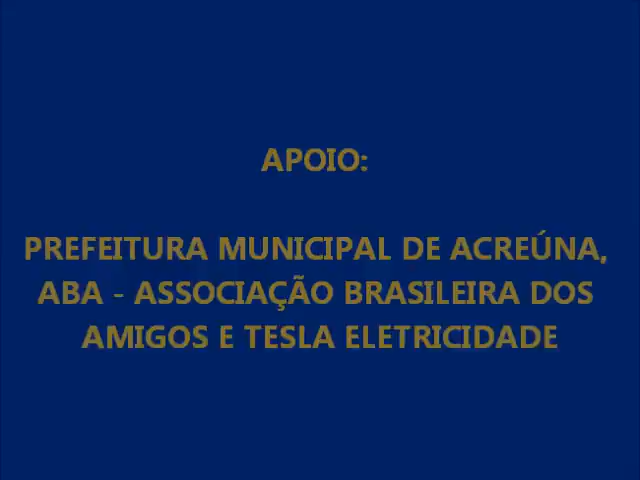 APOIO:
PREFEITURA MUNICIPAL DE ACREÚNA,
ABA - ASSOCIAÇÃO BRASILEIRA DOS
AMIGOS E TESLA ELETRICIDADE